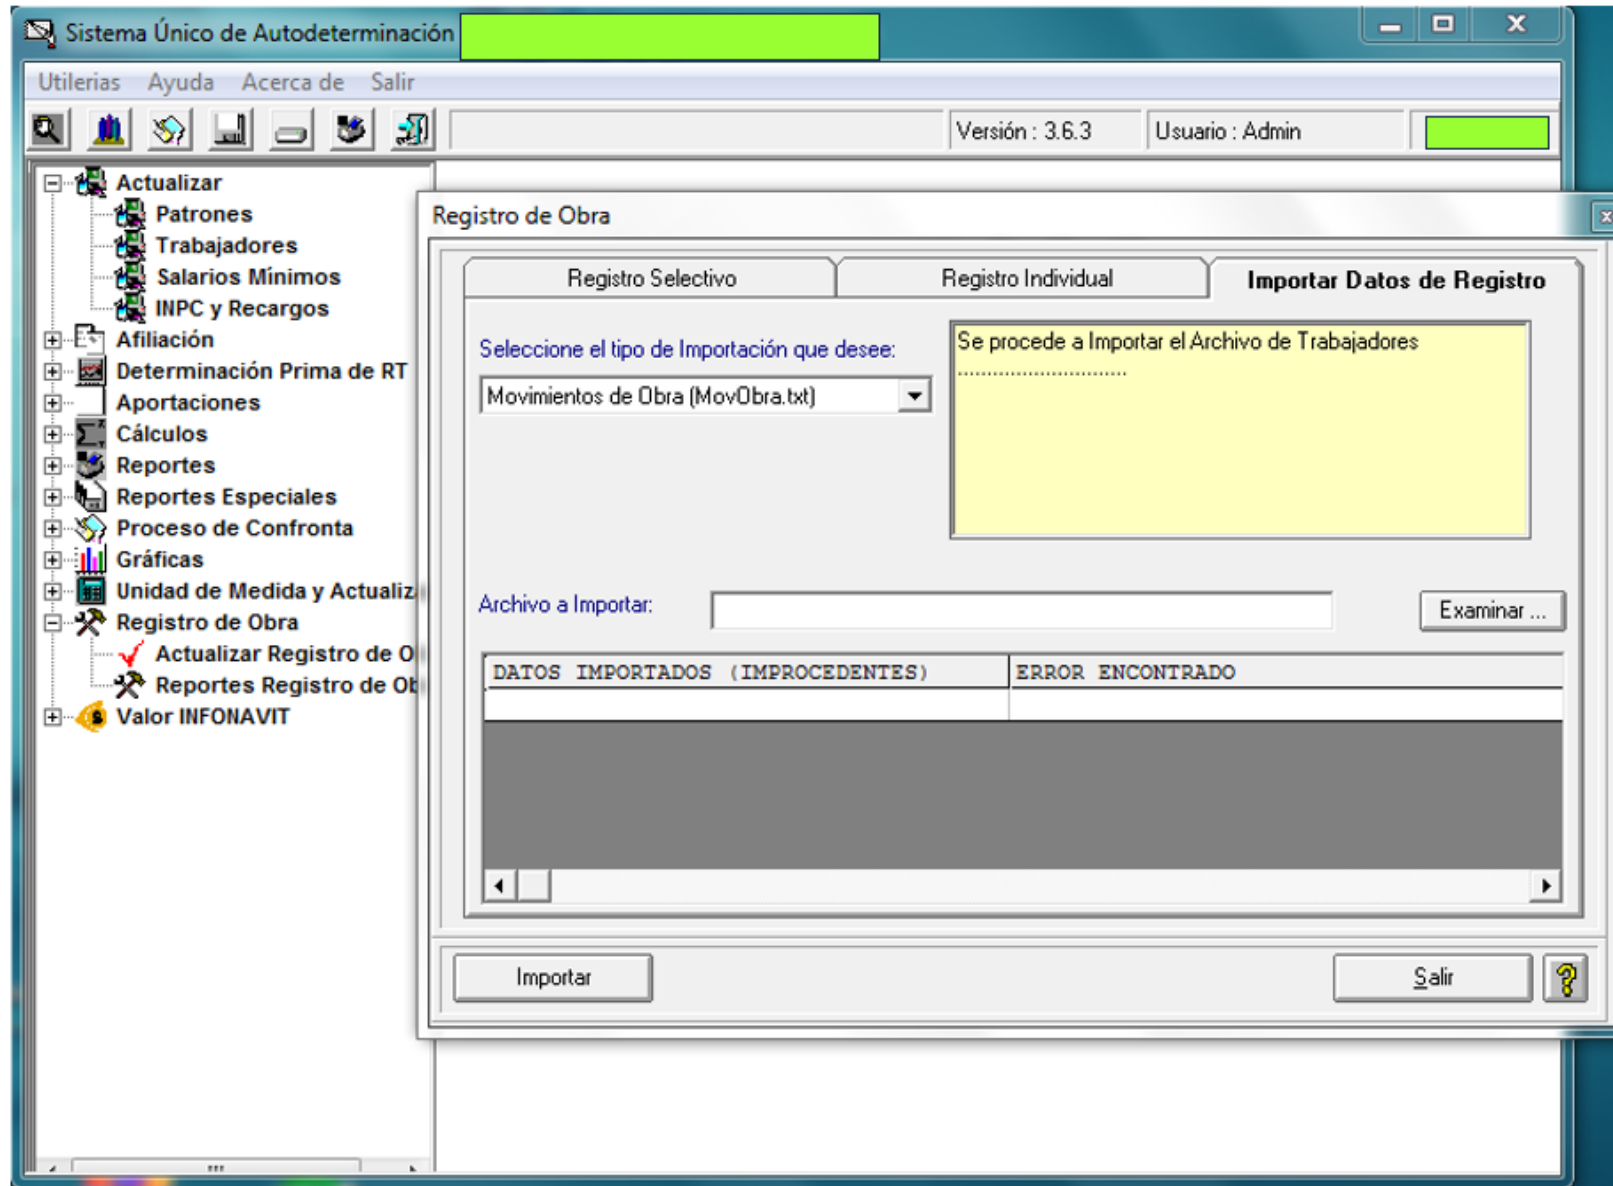 Sistema Único de Autodeterminación
Utilerias Ayuda Acerca de Salir
Versión : 3.6.3 Usuario : Admin
Actualizar
Patrones
Trabajadores
Salarios Mínimos
INPC y Recargos
Afiliación
Determinación Prima de RT
Aportaciones
Cálculos
Reportes
Reportes Especiales
Proceso de Confronta
Gráficas
Unidad de Medida y Actualiz
Registro de Obra
Actualizar Registro de O
Reportes Registro de Ob
Valor INFONAVIT
Registro de Obra
Registro Selectivo Registro Individual Importar Datos de Registro
Seleccione el tipo de Importación que desee:
Movimientos de Obra (MovObra.txt)
Se procede a Importar el Archivo de Trabajadores
.............................
Archivo a Importar: Examinar ...
DATOS IMPORTADOS (IMPROCEDENTES) ERROR ENCONTRADO
Importar Salir